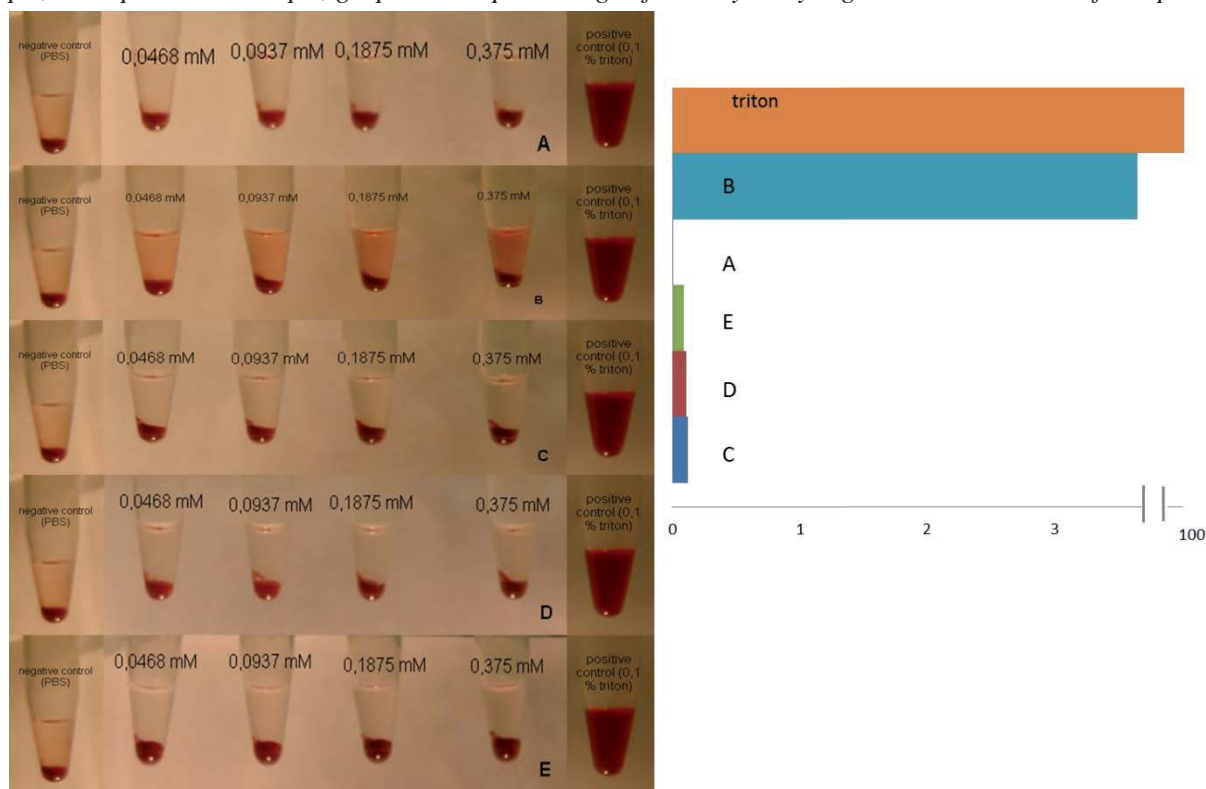 negative control
(PBS)
0,0468 mM
0,0937 mM
0,1875 mM
0,375 mM
positive
control (0,1
% triton)
A
negative control
(PBS)
0,0468 mM
0,0937 mM
0,1875 mM
0,375 mM
positive
control (0,1
% triton)
B
negative control
(PBS)
0,0468 mM
0,0937 mM
0,1875 mM
0,375 mM
positive
control (0,1
% triton)
C
negative control
(PBS)
0,0468 mM
0,0937 mM
0,1875 mM
0,375 mM
positive
control (0,1
% triton)
D
negative control
(PBS)
0,0468 mM
0,0937 mM
0,1875 mM
0,375 mM
positive
control (0,1
% triton)
E
triton
B
A
E
D
C
0 1 2 3 100